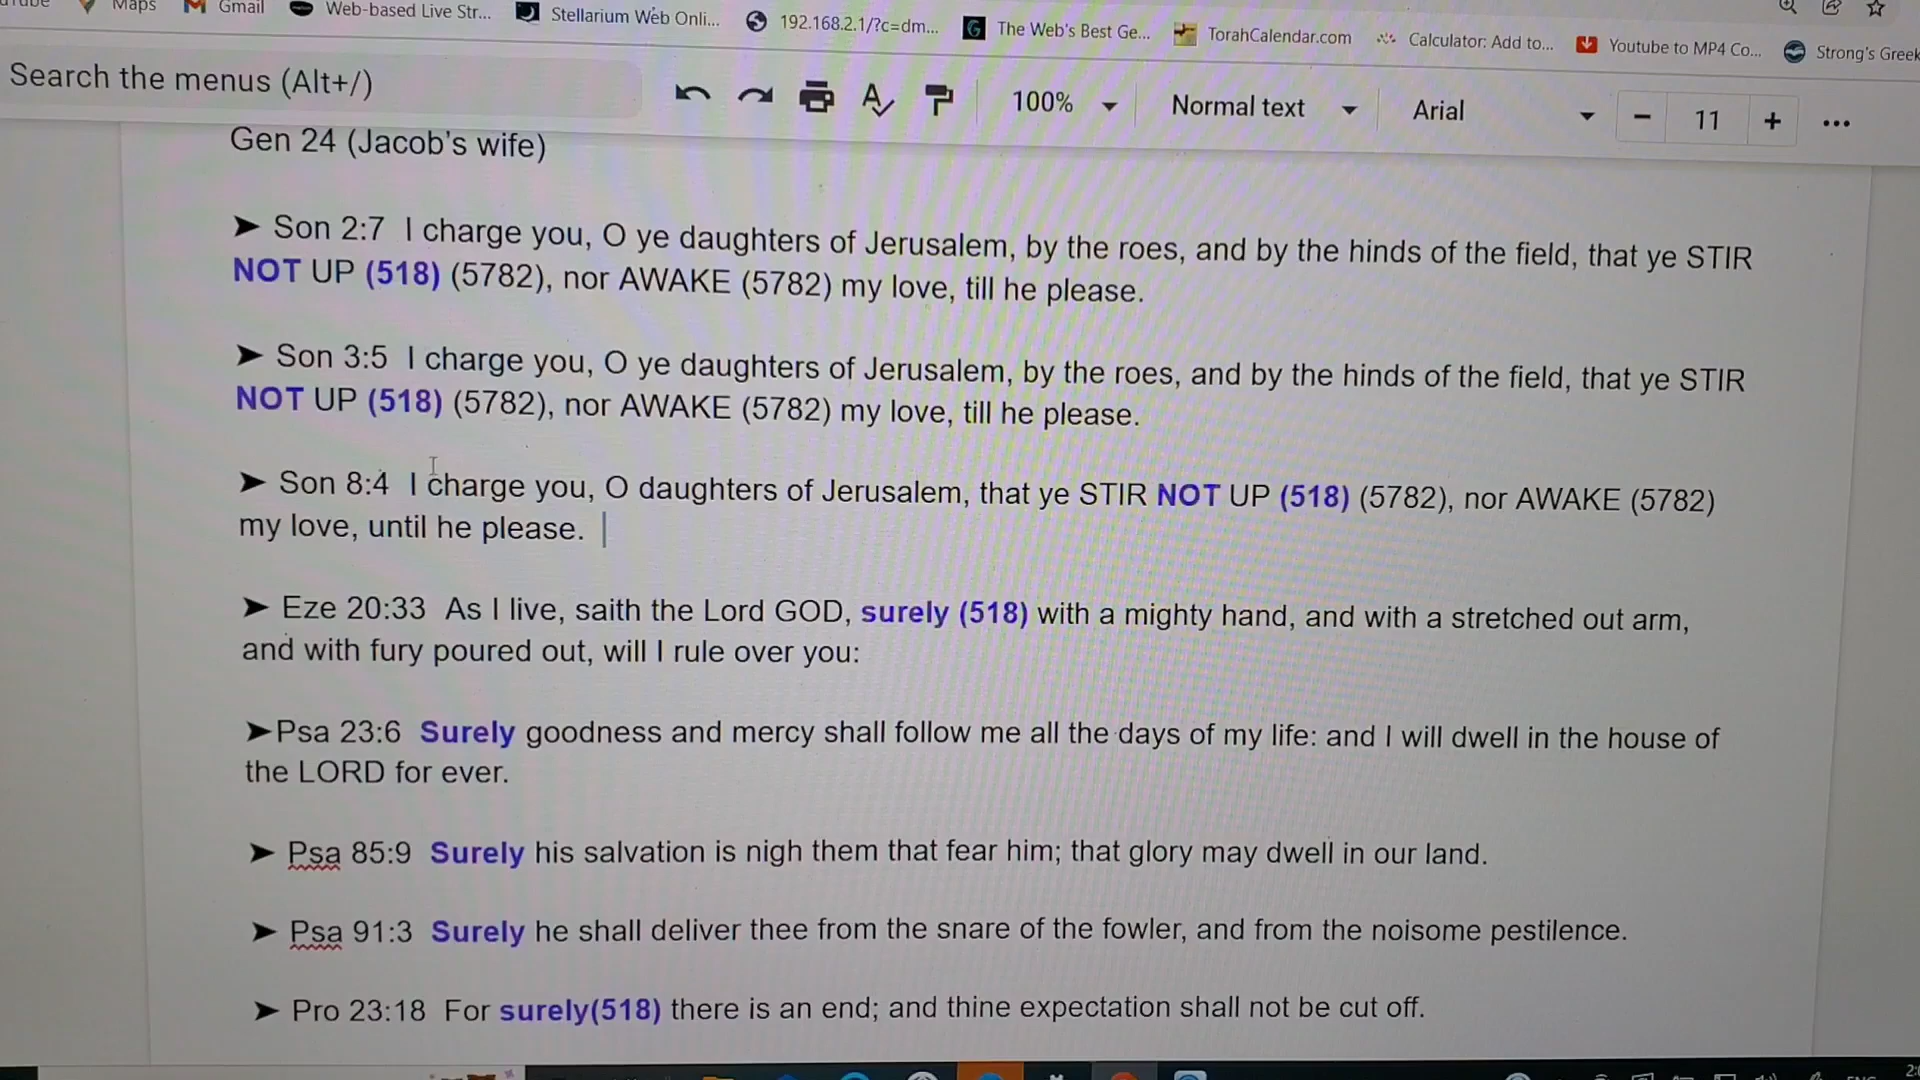 Maps Gmail Web-based Live Str... Stellarium Web Onli... 192.168.2.1/?c=dm... The Web's Best Ge... TorahCalendar.com Calculator: Add to... Youtube to MP4 Co... Strong's Greek
Search the menus (Alt+/) 100% Normal text Arial − 11 + ...
Gen 24 (Jacob's wife)
➤ Son 2:7 I charge you, O ye daughters of Jerusalem, by the roes, and by the hinds of the field, that ye STIR
NOT UP (518) (5782), nor AWAKE (5782) my love, till he please.
➤ Son 3:5 I charge you, O ye daughters of Jerusalem, by the roes, and by the hinds of the field, that ye STIR
NOT UP (518) (5782), nor AWAKE (5782) my love, till he please.
➤ Son 8:4 I charge you, O daughters of Jerusalem, that ye STIR NOT UP (518) (5782), nor AWAKE (5782)
my love, until he please.
➤ Eze 20:33 As I live, saith the Lord GOD, surely (518) with a mighty hand, and with a stretched out arm,
and with fury poured out, will I rule over you:
➤Psa 23:6 Surely goodness and mercy shall follow me all the days of my life: and I will dwell in the house of
the LORD for ever.
➤ Psa 85:9 Surely his salvation is nigh them that fear him; that glory may dwell in our land.
➤ Psa 91:3 Surely he shall deliver thee from the snare of the fowler, and from the noisome pestilence.
➤ Pro 23:18 For surely(518) there is an end; and thine expectation shall not be cut off.